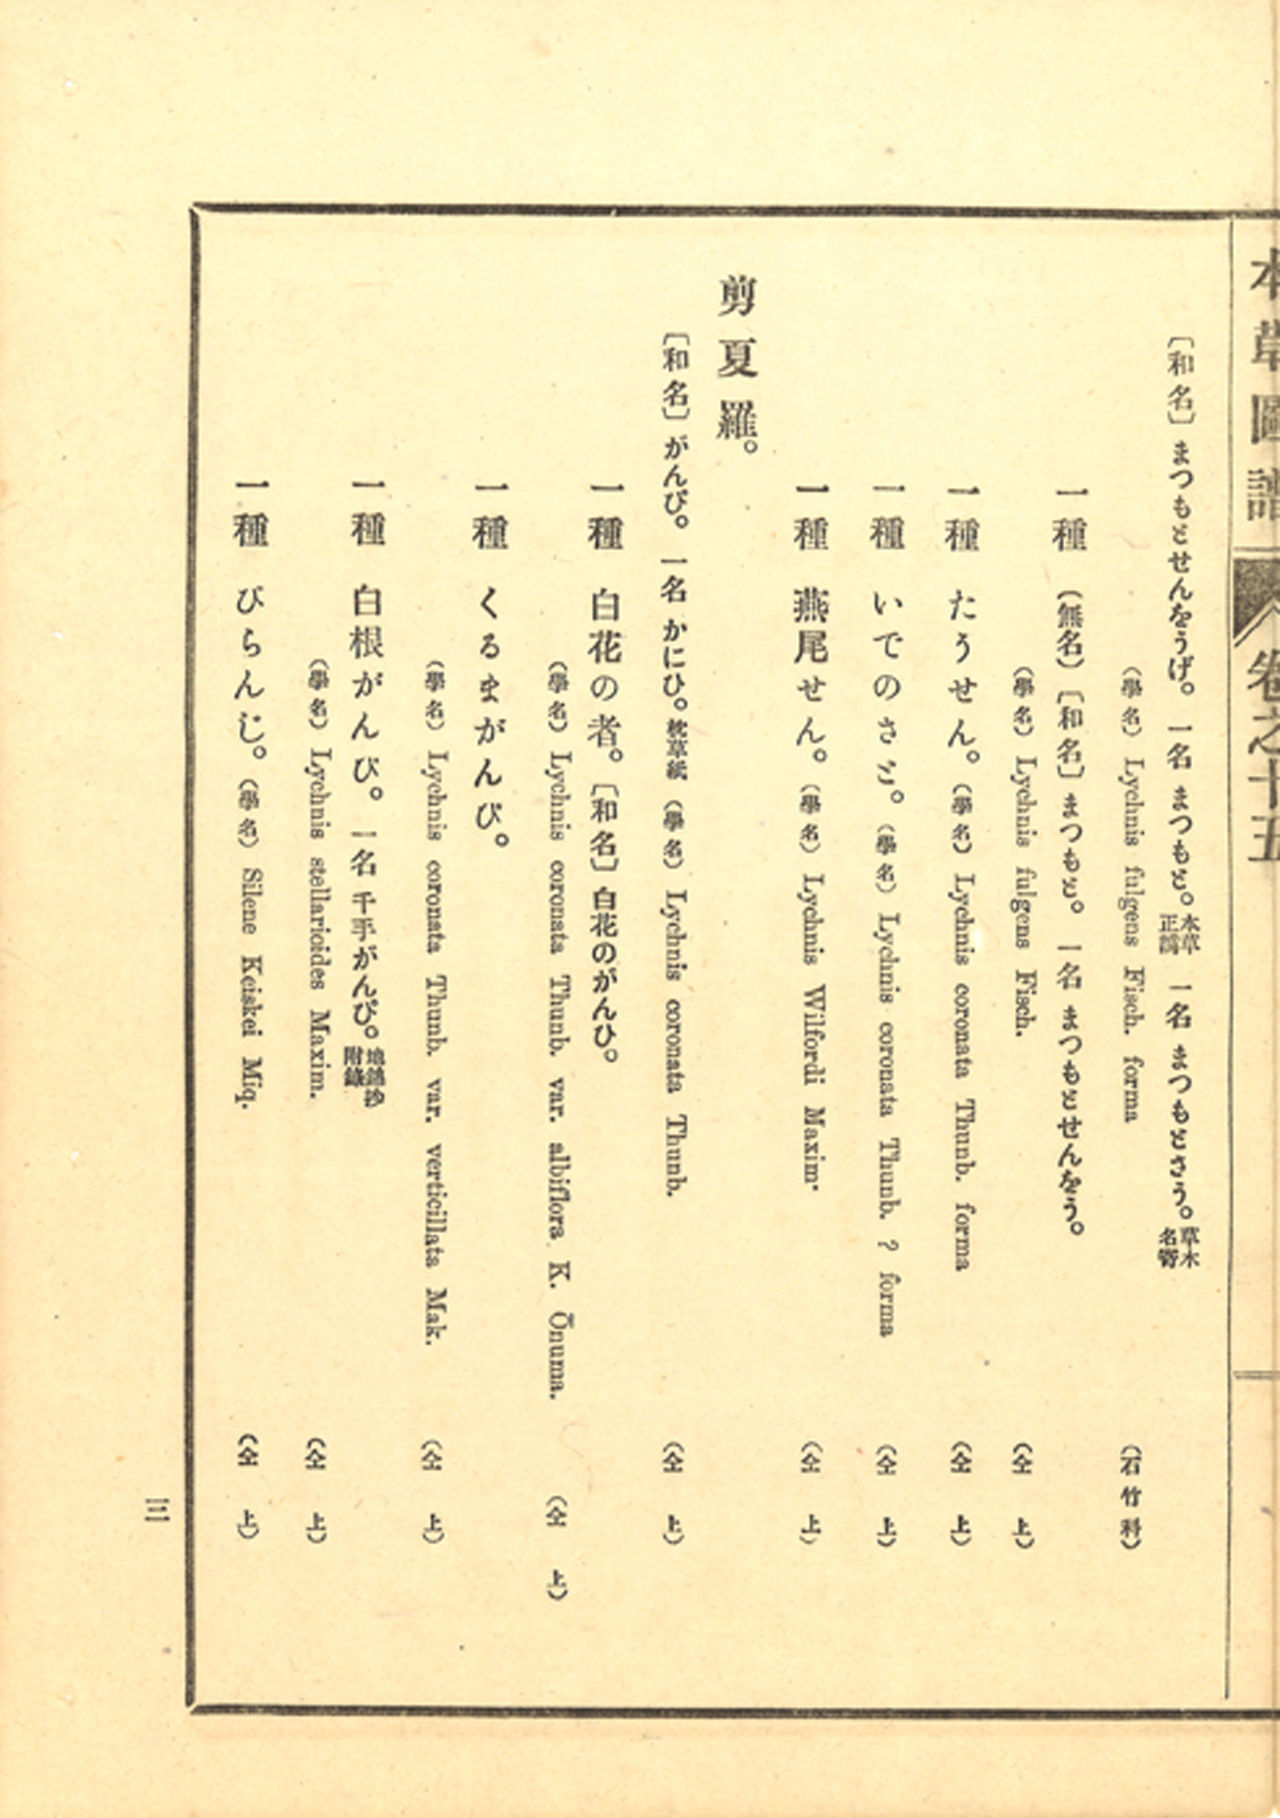 本草圖譜 卷之十五
〔和名〕まつもとせんをうげ。一名 まつもと。本草正譌 一名 まつもとさう。草木名彙
(學名) Lychnis fulgens Fisch. forma (石竹科)
一種 (無名)〔和名〕まつもと。一名 まつもとせんをう。
(學名) Lychnis fulgens Fisch. (仝上)
一種 たうせん。(學名) Lychnis coronata Thunb. forma (仝上)
一種 いでのさ。(學名) Lychnis coronata Thunb. ? forma (仝上)
一種 燕尾せん。(學名) Lychnis Wilfordi Maxim. (仝上)
剪夏羅。
〔和名〕がんぴ。一名 かにひ。枕草紙 (學名) Lychnis coronata Thunb. (仝上)
一種 白花の者。〔和名〕白花のがんひ。
(學名) Lychnis coronata Thunb. var. albiflora K. Ōnuma. (仝上)
一種 くるまがんぴ。
(學名) Lychnis coronata Thunb. var. verticillata Mak. (仝上)
一種 白根がんぴ。一名 千手がんぴ。地錦抄附錄
(學名) Lychnis stellarioides Maxim. (仝上)
一種 びらんじ。(學名) Silene Keiskei Miq. (仝上)
三